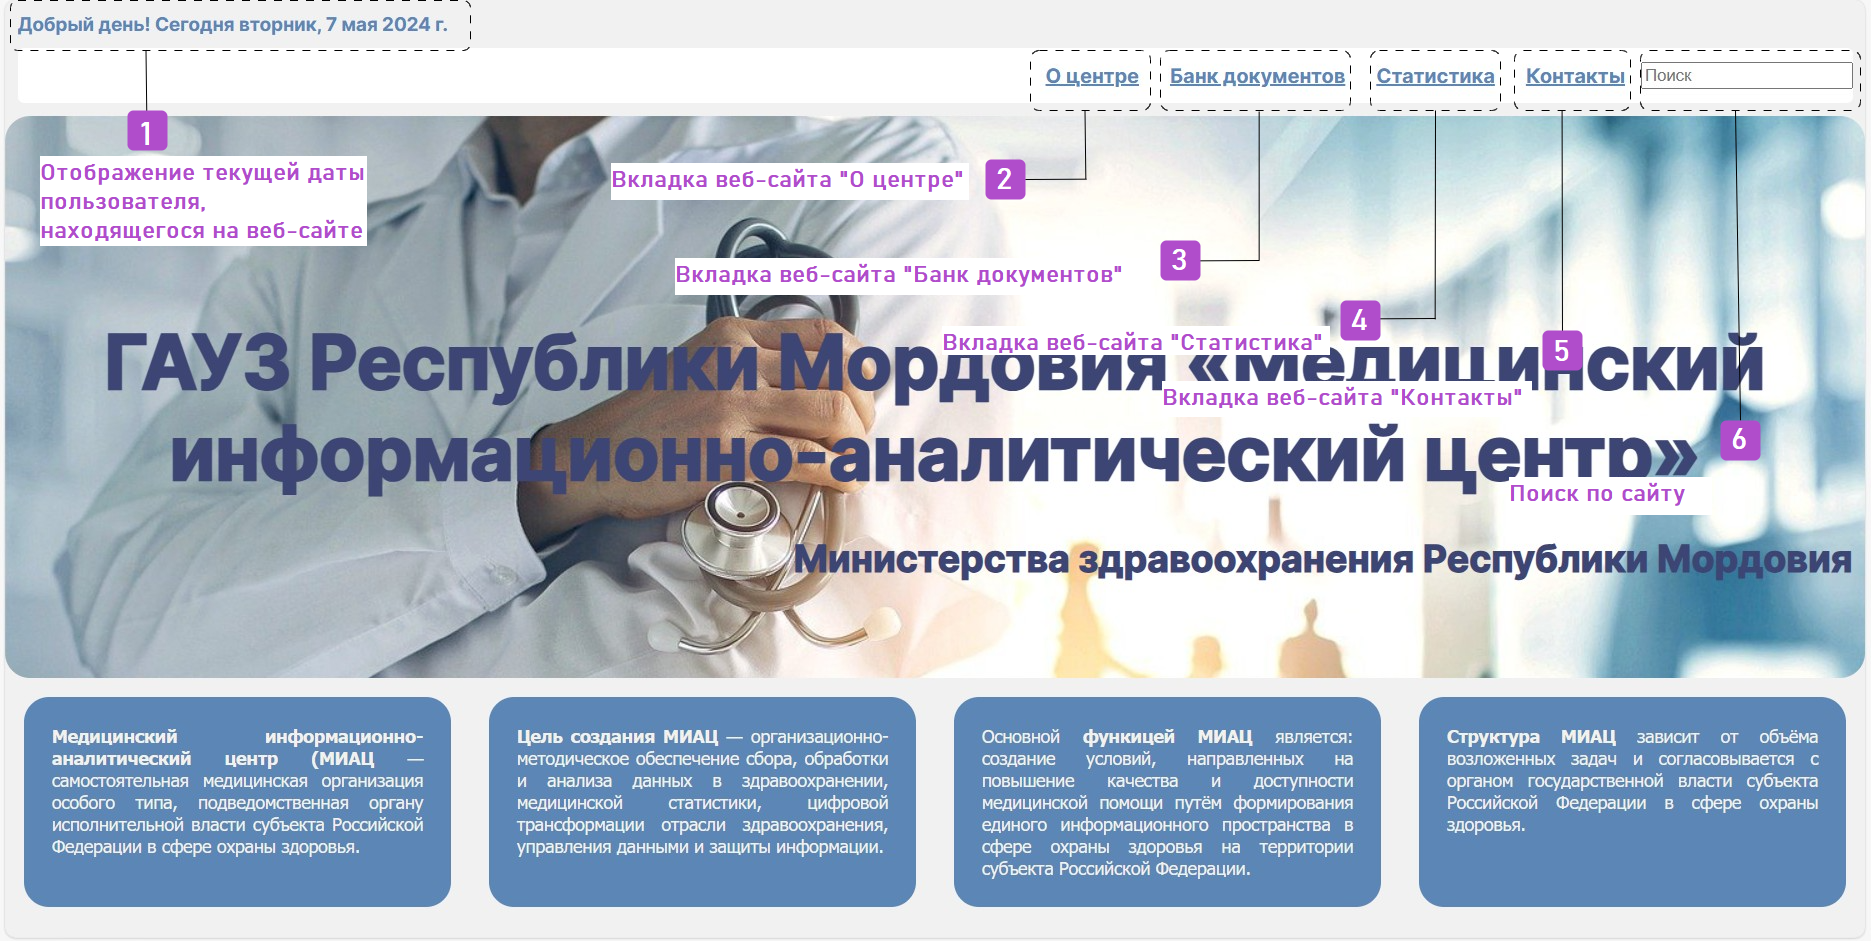 Добрый день! Сегодня вторник, 7 мая 2024 г.
О центре Банк документов Статистика Контакты Поиск
1
Отображение текущей даты
пользователя,
находящегося на веб-сайте
Вкладка веб-сайта "О центре" 2
Вкладка веб-сайта "Банк документов" 3
Вкладка веб-сайта "Статистика" 4
5
Вкладка веб-сайта "Контакты"
6
Поиск по сайту
ГАУЗ Республики Мордовия «Медицинский
информационно-аналитический центр»
Министерства здравоохранения Республики Мордовия
Медицинский информационно-
аналитический центр (МИАЦ —
самостоятельная медицинская организация
особого типа, подведомственная органу
исполнительной власти субъекта Российской
Федерации в сфере охраны здоровья.
Цель создания МИАЦ — организационно-
методическое обеспечение сбора, обработки
и анализа данных в здравоохранении,
медицинской статистики, цифровой
трансформации отрасли здравоохранения,
управления данными и защиты информации.
Основной функицей МИАЦ является:
создание условий, направленных на
повышение качества и доступности
медицинской помощи путём формирования
единого информационного пространства в
сфере охраны здоровья на территории
субъекта Российской Федерации.
Структура МИАЦ зависит от объёма
возложенных задач и согласовывается с
органом государственной власти субъекта
Российской Федерации в сфере охраны
здоровья.